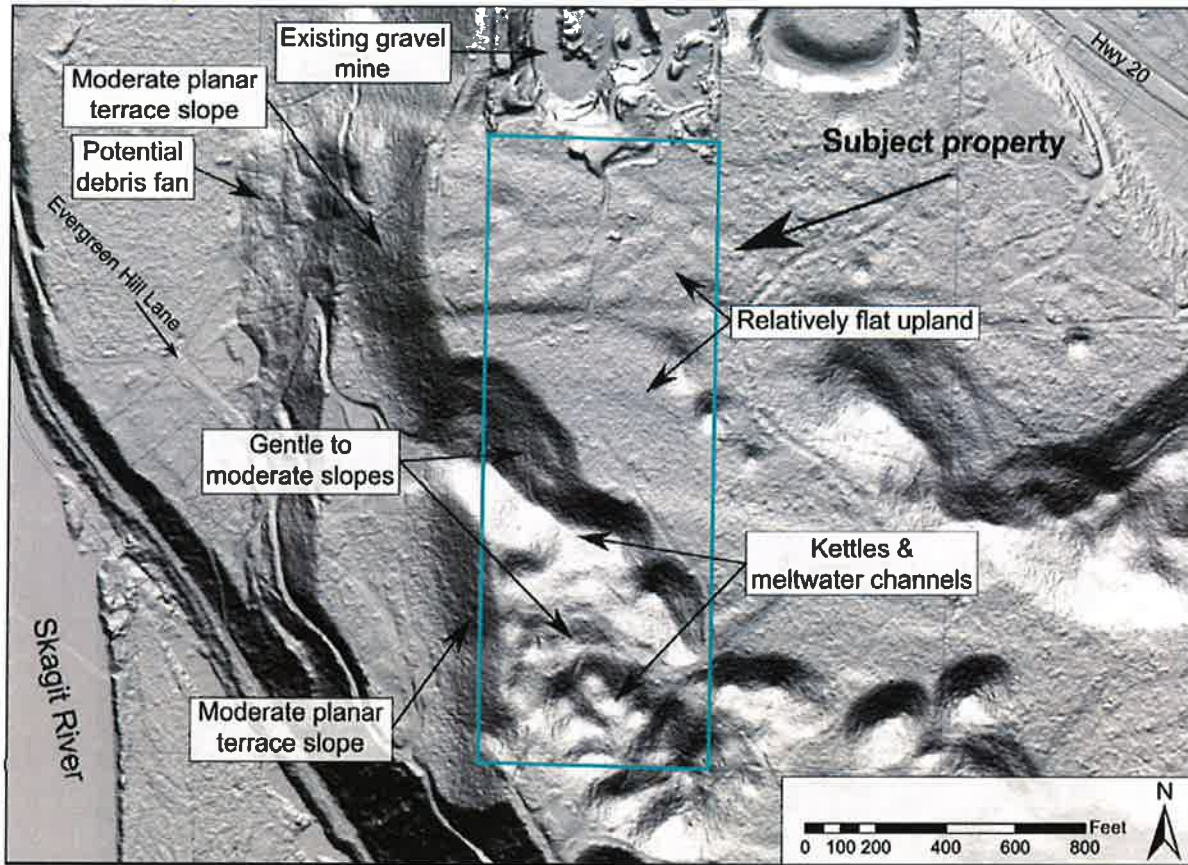 Existing gravel
mine
Hwy 20
Moderate planar
terrace slope
Subject property
Potential
debris fan
Evergreen Hill Lane
Relatively flat upland
Gentle to
moderate slopes
Kettles &
meltwater channels
Skagit River
Moderate planar
terrace slope
N
Feet
0 100 200 400 600 800